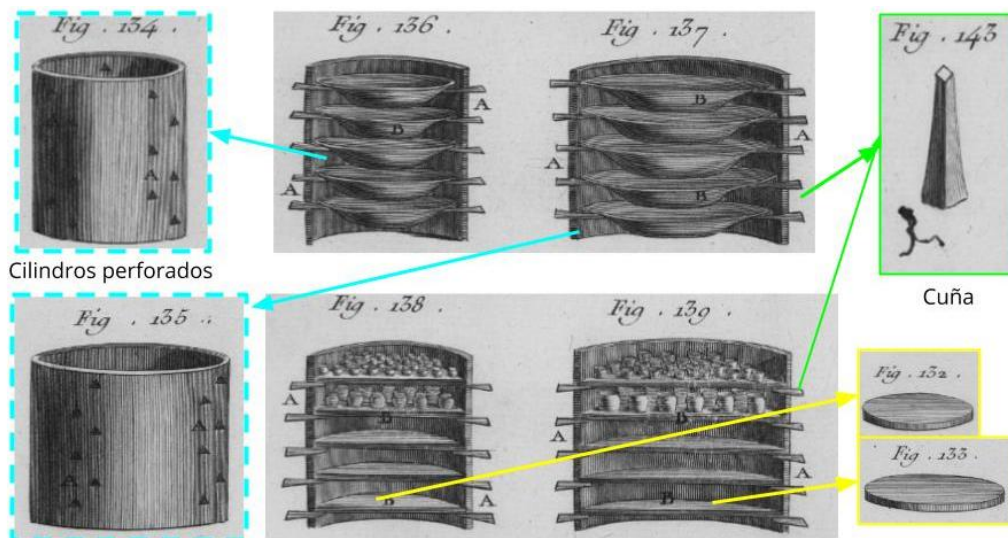 Fig. 134.
A
Fig. 136.
A
B
A
Fig. 137.
B
A
A
B
Fig. 143
Cilindros perforados
Cuña
Fig. 135.
A
A
Fig. 138.
A
B
B
A
Fig. 139.
B
A
A
B
Fig. 132.
Fig. 133.